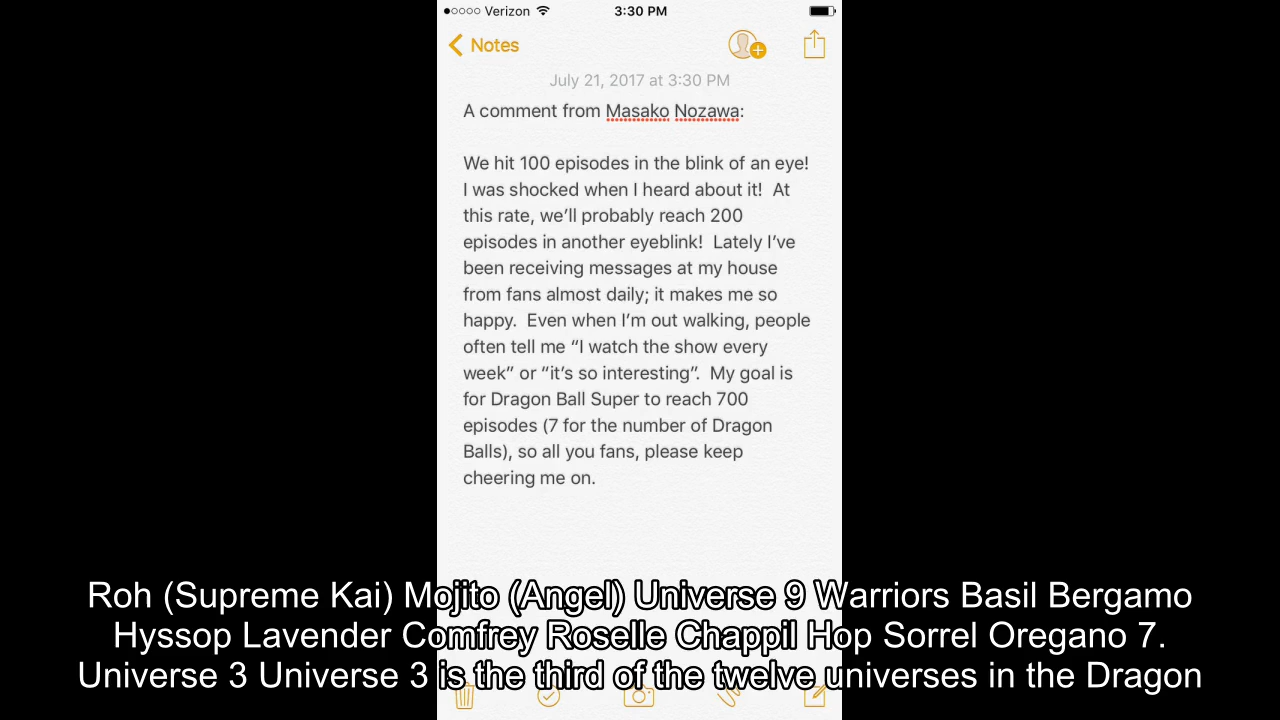 Verizon 3:30 PM
Notes
July 21, 2017 at 3:30 PM
A comment from Masako Nozawa:
We hit 100 episodes in the blink of an eye!
I was shocked when I heard about it!  At
this rate, we’ll probably reach 200
episodes in another eyeblink!  Lately I’ve
been receiving messages at my house
from fans almost daily; it makes me so
happy.  Even when I’m out walking, people
often tell me “I watch the show every
week” or “it’s so interesting”.  My goal is
for Dragon Ball Super to reach 700
episodes (7 for the number of Dragon
Balls), so all you fans, please keep
cheering me on.
Roh (Supreme Kai) Mojito (Angel) Universe 9 Warriors Basil Bergamo
Hyssop Lavender Comfrey Roselle Chappil Hop Sorrel Oregano 7.
Universe 3 Universe 3 is the third of the twelve universes in the Dragon